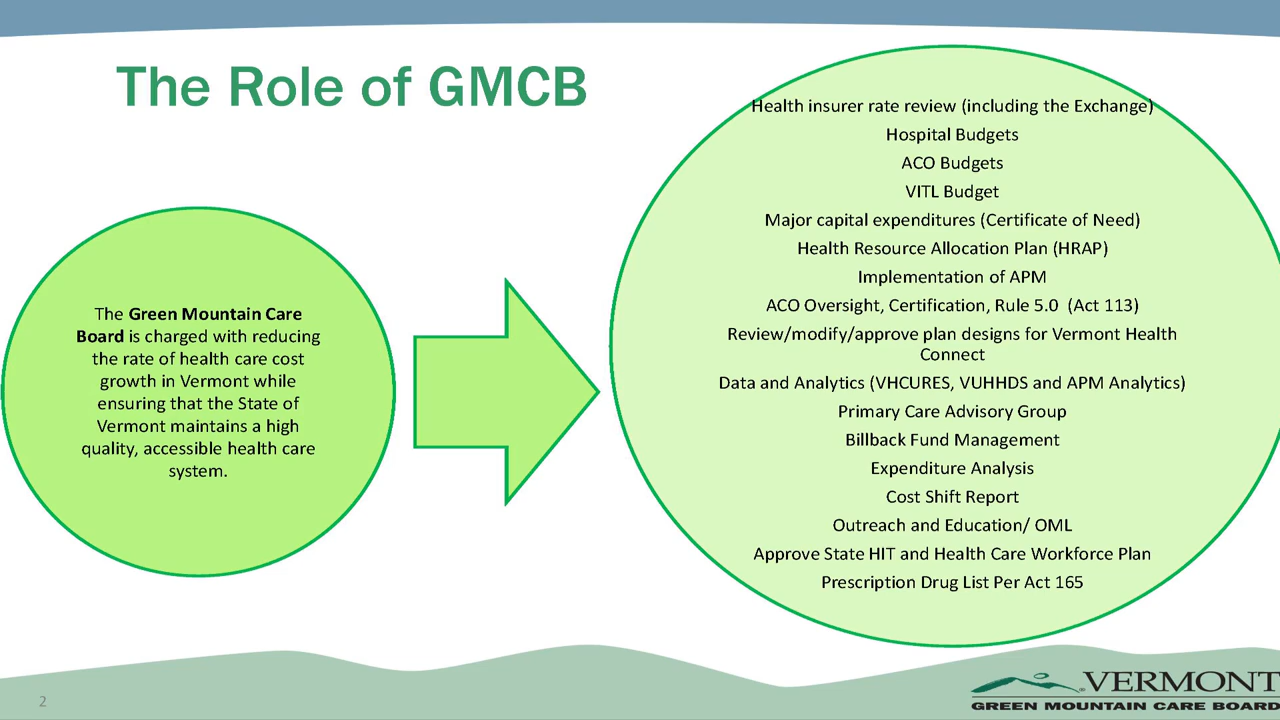 The Role of GMCB
The Green Mountain Care
Board is charged with reducing
the rate of health care cost
growth in Vermont while
ensuring that the State of
Vermont maintains a high
quality, accessible health care
system.
Health insurer rate review (including the Exchange)
Hospital Budgets
ACO Budgets
VITL Budget
Major capital expenditures (Certificate of Need)
Health Resource Allocation Plan (HRAP)
Implementation of APM
ACO Oversight, Certification, Rule 5.0 (Act 113)
Review/modify/approve plan designs for Vermont Health
Connect
Data and Analytics (VHCURES, VUHHDS and APM Analytics)
Primary Care Advisory Group
Billback Fund Management
Expenditure Analysis
Cost Shift Report
Outreach and Education/ OML
Approve State HIT and Health Care Workforce Plan
Prescription Drug List Per Act 165
2
VERMONT
GREEN MOUNTAIN CARE BOARD